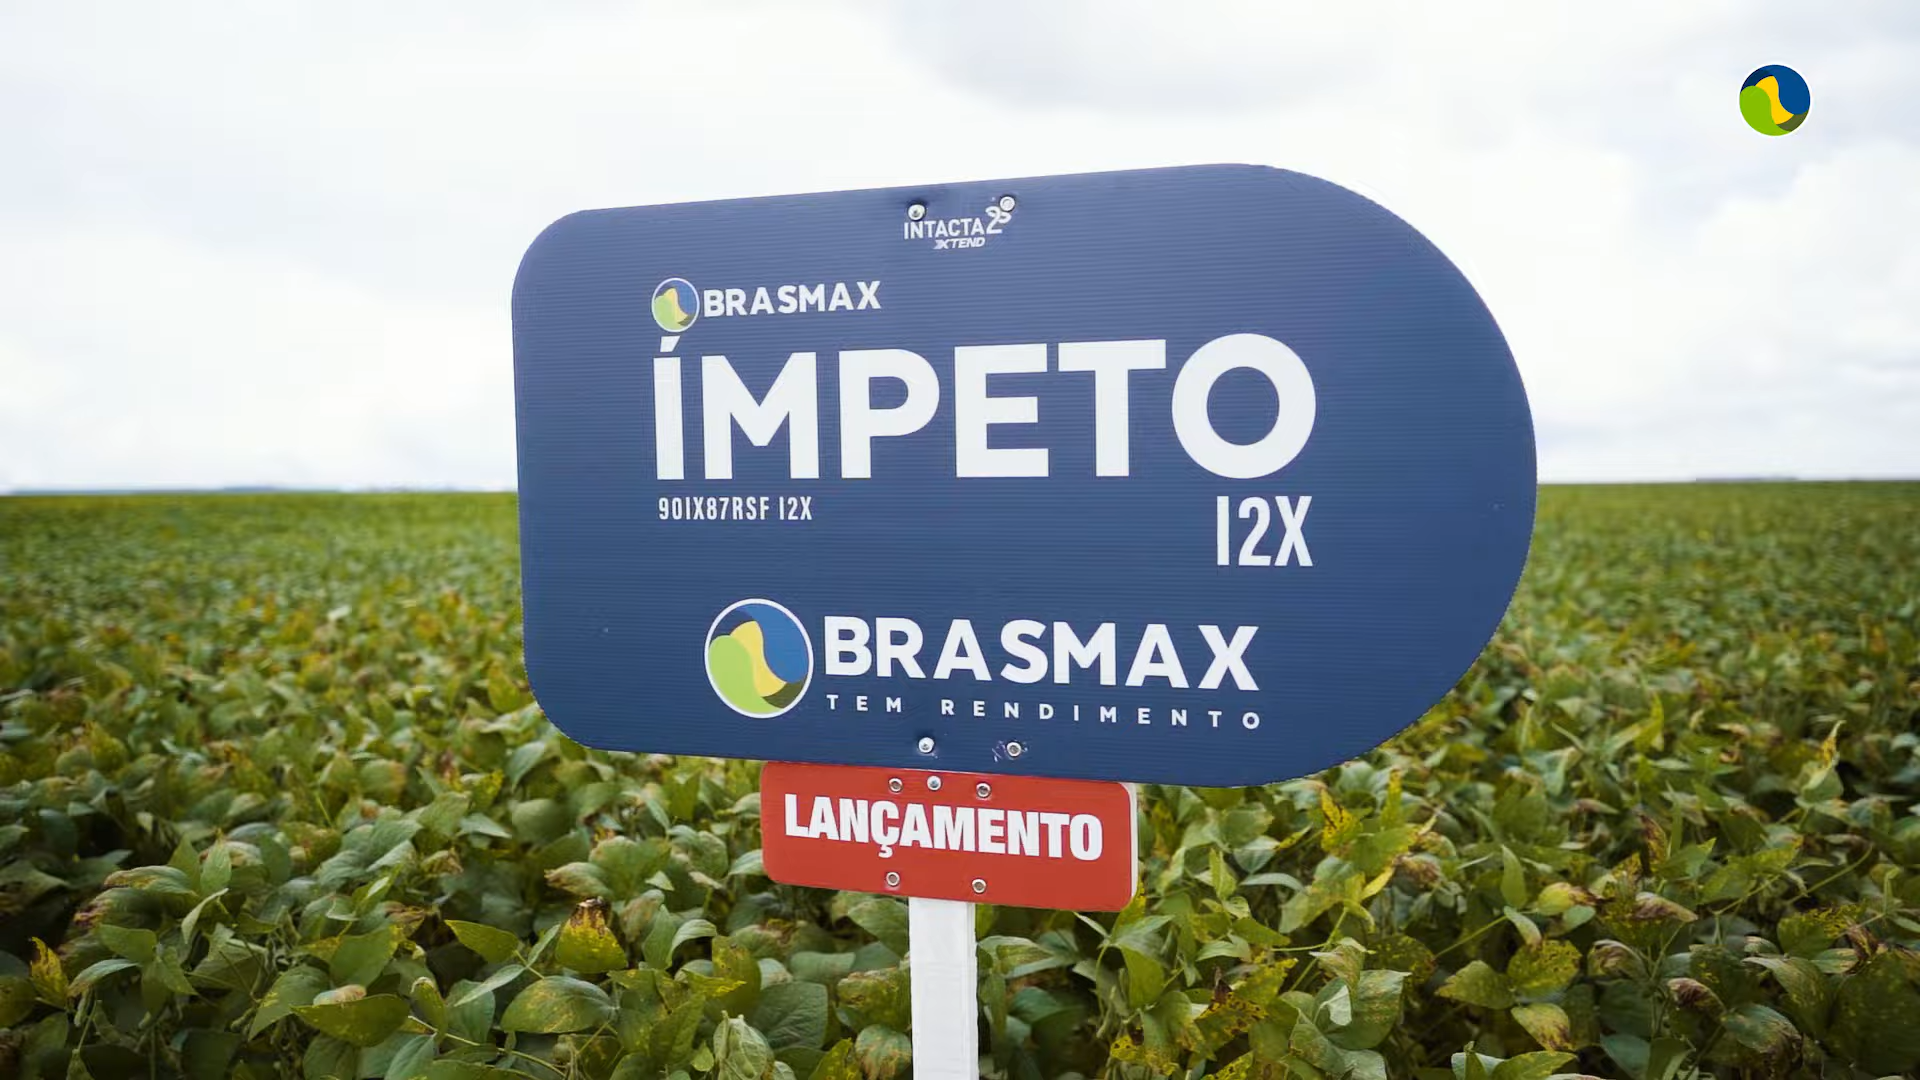 INTACTA 2
XTEND
BRASMAX
ÍMPETO
90IX87RSF I2X
I2X
BRASMAX
TEM RENDIMENTO
LANÇAMENTO